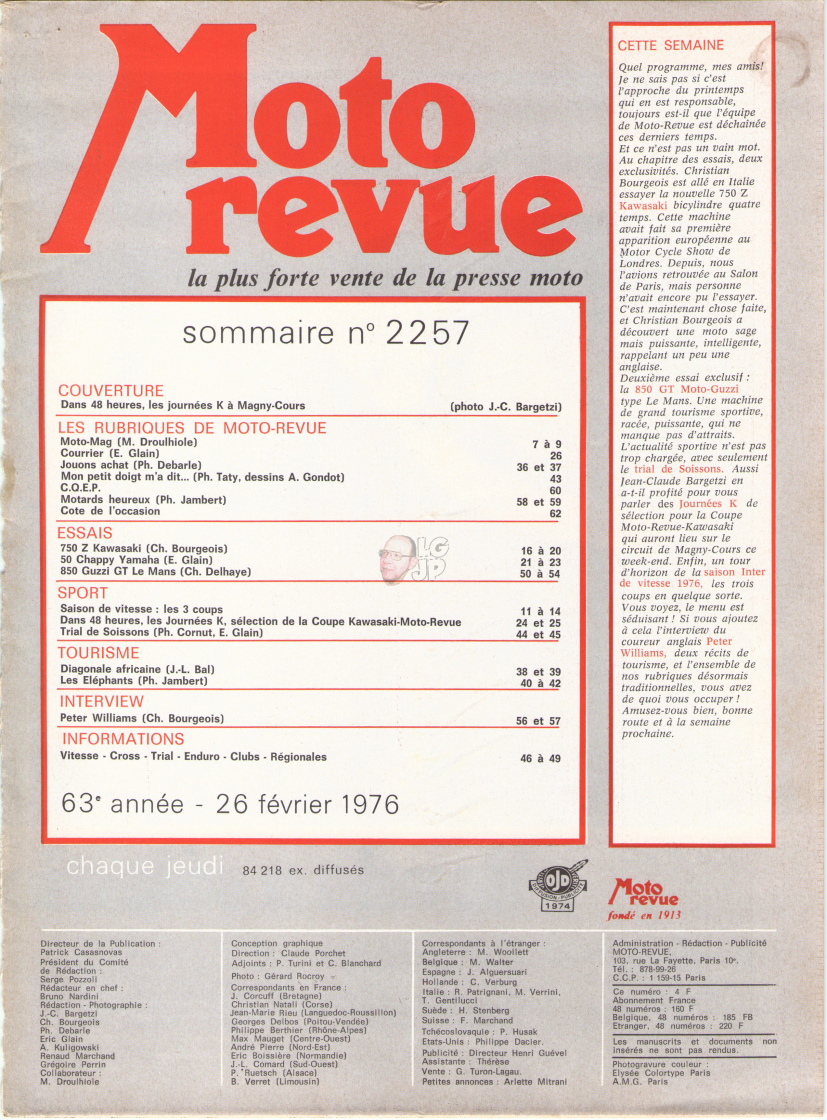 Moto
revue
la plus forte vente de la presse moto
sommaire n° 2257
COUVERTURE
Dans 48 heures, les journées K à Magny-Cours (photo J.-C. Bargetzi)
LES RUBRIQUES DE MOTO-REVUE
Moto-Mag (M. Droulhiole) 7 à 9
Courrier (E. Glain) 26
Jouons achat (Ph. Debarle) 36 et 37
Mon petit doigt m'a dit... (Ph. Taty, dessins A. Gondot) 43
C.Q.E.P. 60
Motards heureux (Ph. Jambert) 58 et 59
Cote de l'occasion 62
ESSAIS
750 Z Kawasaki (Ch. Bourgeois) 16 à 20
50 Chappy Yamaha (E. Glain) 21 à 23
850 Guzzi GT Le Mans (Ch. Delhaye) 50 à 54
LG
JP
SPORT
Saison de vitesse : les 3 coups 11 à 14
Dans 48 heures, les Journées K, sélection de la Coupe Kawasaki-Moto-Revue 24 et 25
Trial de Soissons (Ph. Cornut, E. Glain) 44 et 45
TOURISME
Diagonale africaine (J.-L. Bal) 38 et 39
Les Eléphants (Ph. Jambert) 40 à 42
INTERVIEW
Peter Williams (Ch. Bourgeois) 56 et 57
INFORMATIONS
Vitesse - Cross - Trial - Enduro - Clubs - Régionales 46 à 49
63e année - 26 février 1976
CETTE SEMAINE
Quel programme, mes amis!
Je ne sais pas si c'est
l'approche du printemps
qui en est responsable,
toujours est-il que l'équipe
de Moto-Revue est déchaînée
ces derniers temps.
Et ce n'est pas un vain mot.
Au chapitre des essais, deux
exclusivités. Christian
Bourgeois est allé en Italie
essayer la nouvelle 750 Z
Kawasaki bicylindre quatre
temps. Cette machine
avait fait sa première
apparition européenne au
Motor Cycle Show de
Londres. Depuis, nous
l'avions retrouvée au Salon
de Paris, mais personne
n'avait encore pu l'essayer.
C'est maintenant chose faite,
et Christian Bourgeois a
découvert une moto sage
mais puissante, intelligente,
rappelant un peu une
anglaise.
Deuxième essai exclusif :
la 850 GT Moto-Guzzi
type Le Mans. Une machine
de grand tourisme sportive,
racée, puissante, qui ne
manque pas d'attraits.
L'actualité sportive n'est pas
trop chargée, avec seulement
le trial de Soissons. Aussi
Jean-Claude Bargetzi en
a-t-il profité pour vous
parler des Journées K de
sélection pour la Coupe
Moto-Revue-Kawasaki
qui auront lieu sur le
circuit de Magny-Cours ce
week-end. Enfin, un tour
d'horizon de la saison Inter
de vitesse 1976, les trois
coups en quelque sorte.
Vous voyez, le menu est
séduisant ! Si vous ajoutez
à cela l'interview du
coureur anglais Peter
Williams, deux récits de
tourisme, et l'ensemble de
nos rubriques désormais
traditionnelles, vous avez
de quoi vous occuper !
Amusez-vous bien, bonne
route et à la semaine
prochaine.
chaque jeudi 84 218 ex. diffusés
OJD
DIFFUSION - PUBLICITÉ
1974
Moto
revue
fondé en 1913
Directeur de la Publication :
Patrick Casasnovas
Président du Comité
de Rédaction :
Serge Pozzoli
Rédacteur en chef :
Bruno Nardini
Rédaction - Photographie :
J.-C. Bargetzi
Ch. Bourgeois
Ph. Debarle
Eric Glain
A. Kuligowski
Renaud Marchand
Grégoire Perrin
Collaborateur :
M. Droulhiole
Conception graphique
Direction : Claude Porchet
Adjoints : P. Turini et C. Blanchard
Photo : Gérard Rocroy
Correspondants en France :
J. Corcuff (Bretagne)
Christian Natali (Corse)
Jean-Marie Rieu (Languedoc-Roussillon)
Georges Delbos (Poitou-Vendée)
Philippe Berthier (Rhône-Alpes)
Max Mauget (Centre-Ouest)
André Pierre (Nord-Est)
Eric Boissière (Normandie)
J.-L. Comard (Sud-Ouest)
P. Ruetsch (Alsace)
B. Verret (Limousin)
Correspondants à l'étranger :
Angleterre : M. Woollett
Belgique : M. Walter
Espagne : J. Alguersuari
Hollande : C. Verburg
Italie : R. Patrignani, M. Verrini,
T. Gentilucci
Suède : H. Stenberg
Suisse : F. Marchand
Tchécoslovaquie : P. Husak
Etats-Unis : Philippe Dacier.
Publicité : Directeur Henri Guével
Assistante : Thérèse
Vente : G. Turon-Lagau.
Petites annonces : Arlette Mitrani
Administration - Rédaction - Publicité
MOTO-REVUE,
103, rue La Fayette, Paris 10e.
Tél. : 878-99-26
C.C.P. : 1 159-15 Paris
Ce numéro : 4 F
Abonnement France
48 numéros : 160 F
Belgique, 48 numéros : 185 FB
Etranger, 48 numéros : 220 F
Les manuscrits et documents non
insérés ne sont pas rendus.
Photogravure couleur :
Elysée Colortype Paris
A.M.G. Paris